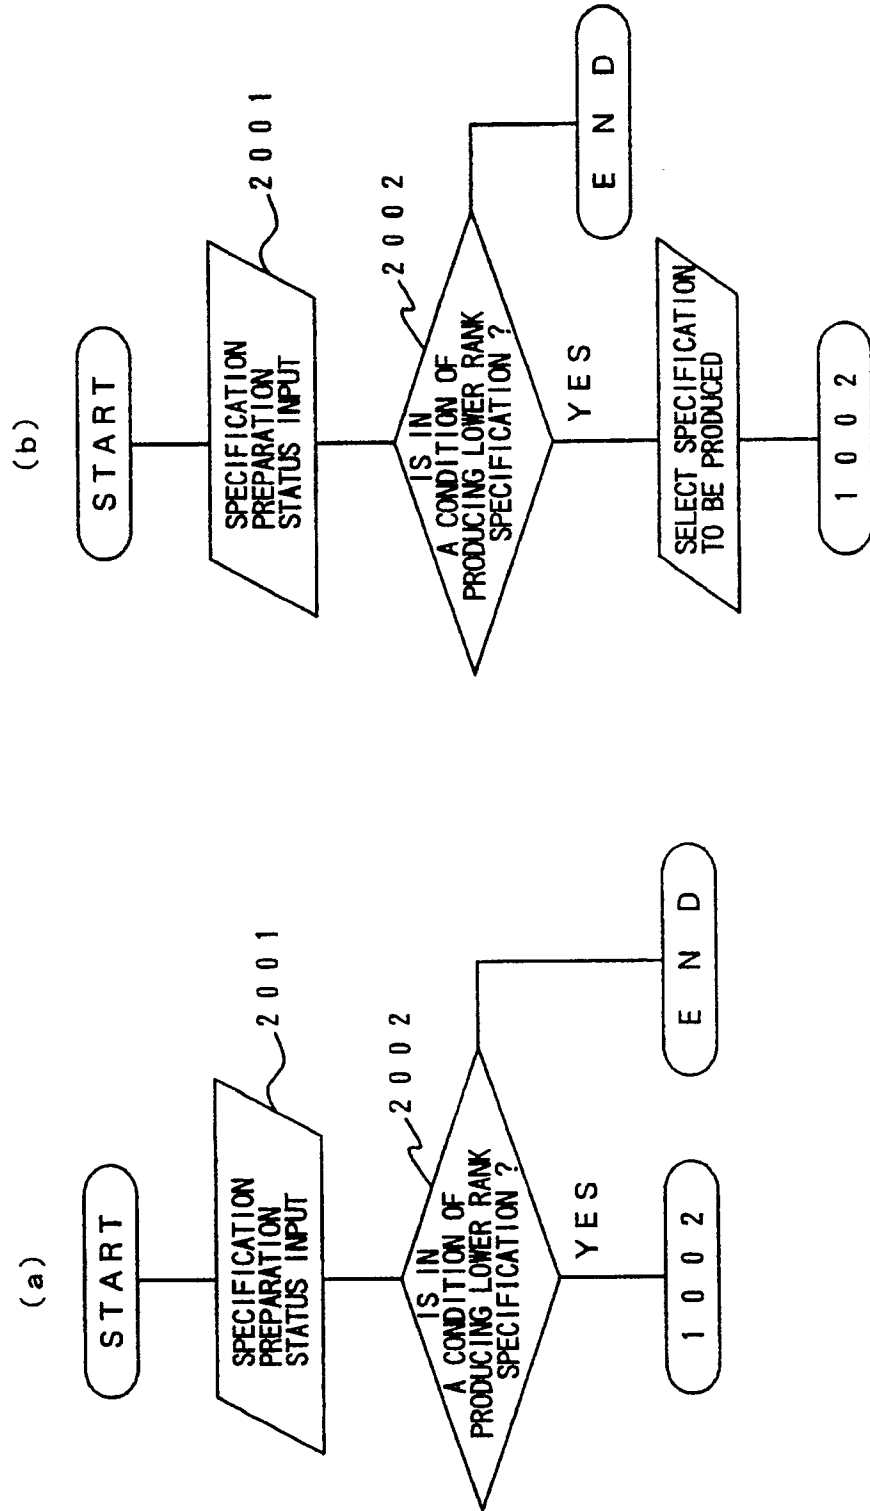 (a)
START
SPECIFICATION
PREPARATION
STATUS INPUT
2001
IS IN
A CONDITION OF
PRODUCING LOWER RANK
SPECIFICATION ?
2002
YES
1002
END
(b)
START
SPECIFICATION
PREPARATION
STATUS INPUT
2001
IS IN
A CONDITION OF
PRODUCING LOWER RANK
SPECIFICATION ?
2002
YES
END
SELECT SPECIFICATION
TO BE PRODUCED
1002